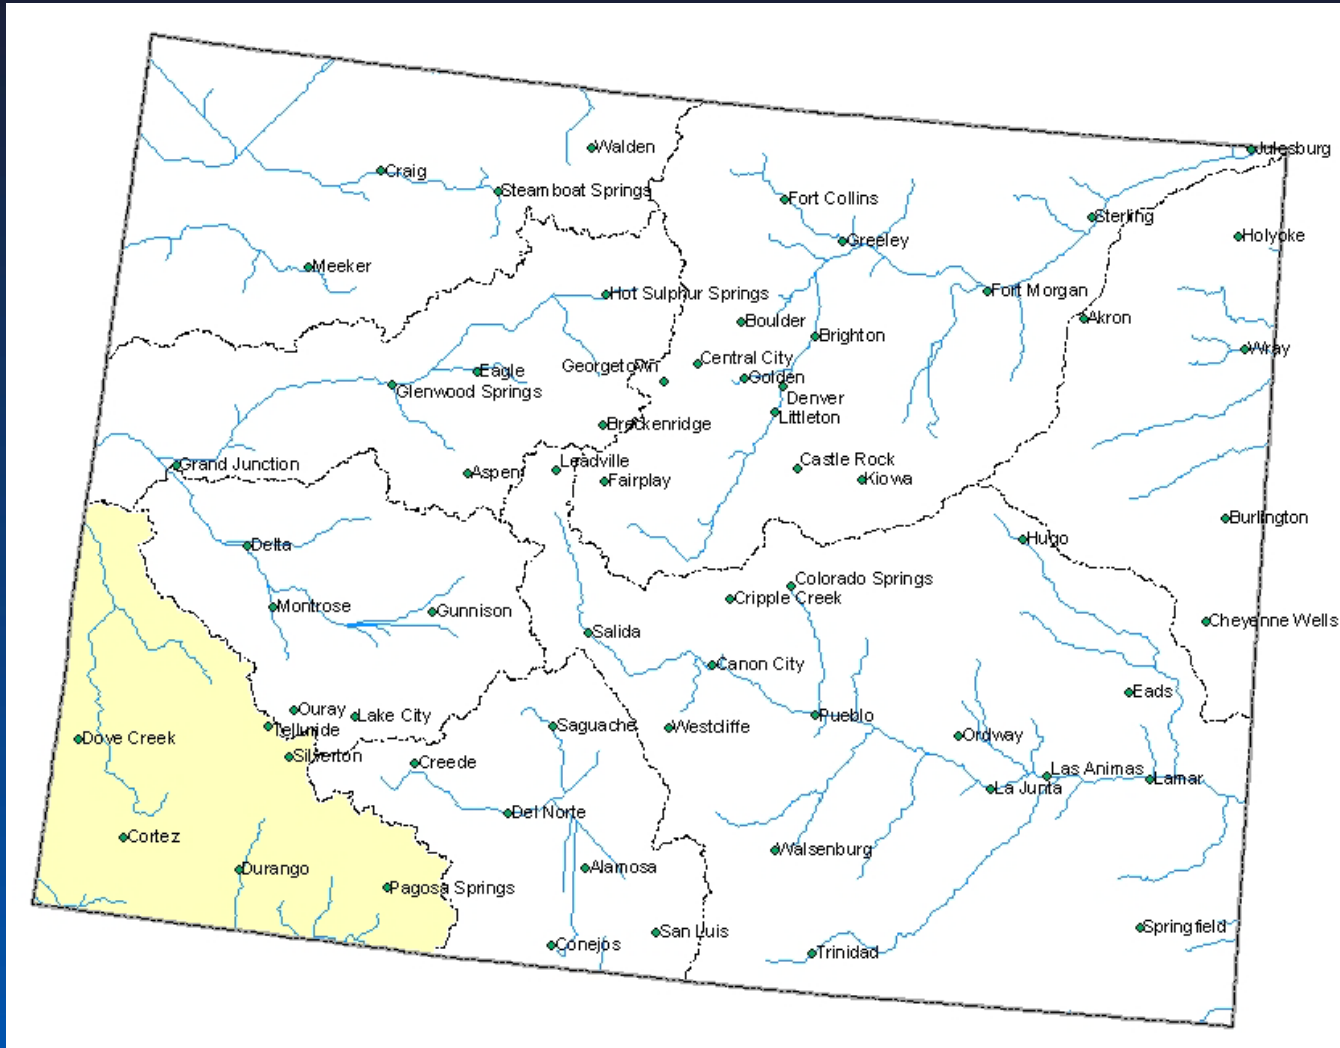 Julesburg
Walden
Craig
Steamboat Springs
Fort Collins
Sterling
Holyoke
Greeley
Meeker
Hot Sulphur Springs
Fort Morgan
Akron
Boulder
Brighton
Wray
Central City
Georgetown
Eagle
Golden
Glenwood Springs
Denver
Littleton
Breckenridge
Castle Rock
Leadville
Grand Junction
Aspen
Fairplay
Kiowa
Burlington
Hugo
Delta
Colorado Springs
Cripple Creek
Montrose
Gunnison
Cheyenne Wells
Salida
Canon City
Eads
Ouray
Lake City
Pueblo
Telluride
Saguache
Westcliffe
Ordway
Dove Creek
Silverton
Creede
Las Animas
Lamar
La Junta
Del Norte
Cortez
Walsenburg
Durango
Alamosa
Pagosa Springs
San Luis
Springfield
Conejos
Trinidad